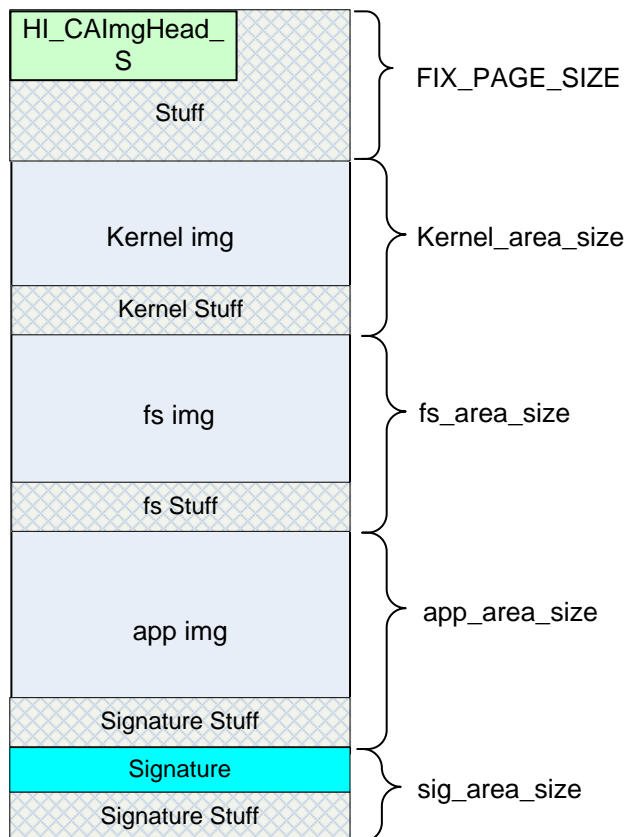 HI_CAImgHead_
S
FIX_PAGE_SIZE
Stuff
Kernel img
Kernel_area_size
Kernel Stuff
fs img
fs_area_size
fs Stuff
app img
app_area_size
Signature Stuff
Signature
sig_area_size
Signature Stuff